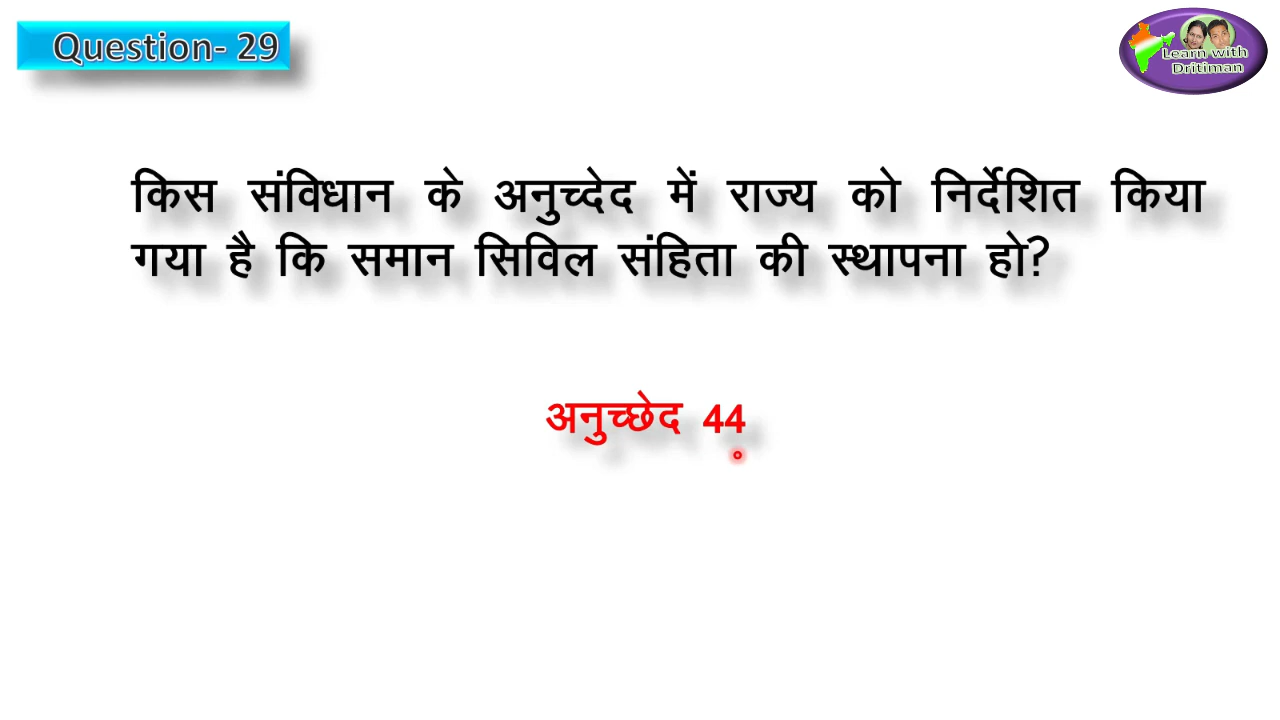 Question- 29
Learn with
Dritiman
किस संविधान के अनुच्देद में राज्य को निर्देशित किया
गया है कि समान सिविल संहिता की स्थापना हो?
अनुच्छेद 44